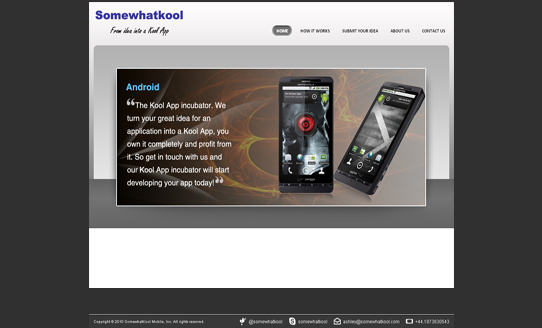 Somewhatkool
From idea into a Kool App
HOME HOW IT WORKS SUBMIT YOUR IDEA ABOUT US CONTACT US
Android
“The Kool App incubator. We
turn your great idea for an
application into a Kool App, you
own it completely and profit from
it. So get in touch with us and
our Kool App incubator will start
developing your app today!”
Copyright © 2010 SomewhatKool Mobile, Inc. All rights reserved. @somewhatkool somewhatkool ashley@somewhatkool.com +44.1873830543